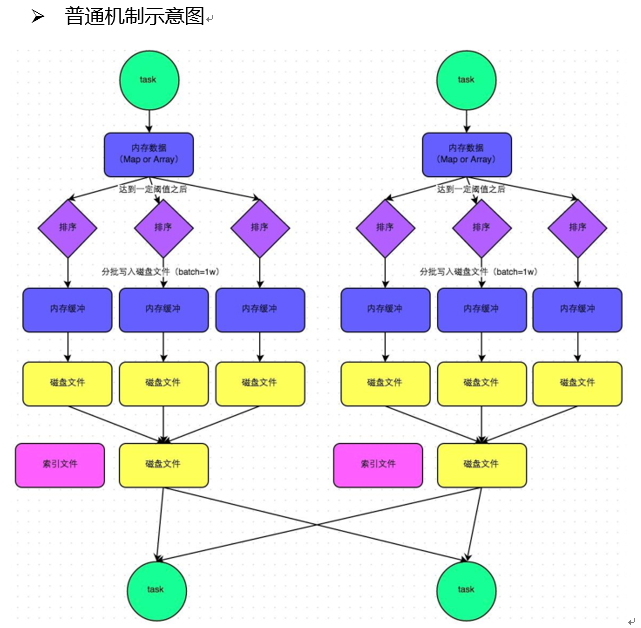 ➢ 普通机制示意图
task
task
内存数据
（Map or Array）
内存数据
（Map or Array）
达到一定阈值之后
达到一定阈值之后
排序
排序
排序
排序
排序
排序
分批写入磁盘文件（batch=1w）
分批写入磁盘文件（batch=1w）
内存缓冲
内存缓冲
内存缓冲
内存缓冲
内存缓冲
内存缓冲
磁盘文件
磁盘文件
磁盘文件
磁盘文件
磁盘文件
磁盘文件
索引文件
磁盘文件
索引文件
磁盘文件
task
task